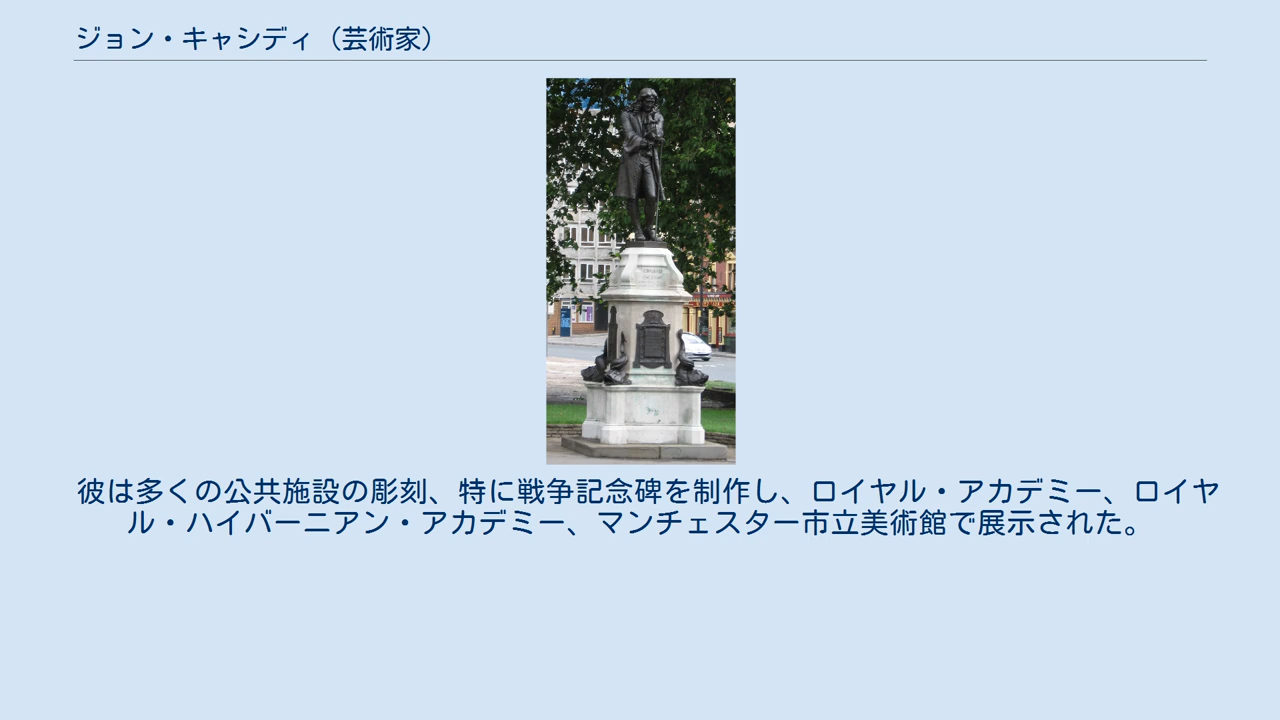 ジョン・キャシディ（芸術家）
彼は多くの公共施設の彫刻、特に戦争記念碑を制作し、ロイヤル・アカデミー、ロイヤ
ル・ハイバーニアン・アカデミー、マンチェスター市立美術館で展示された。